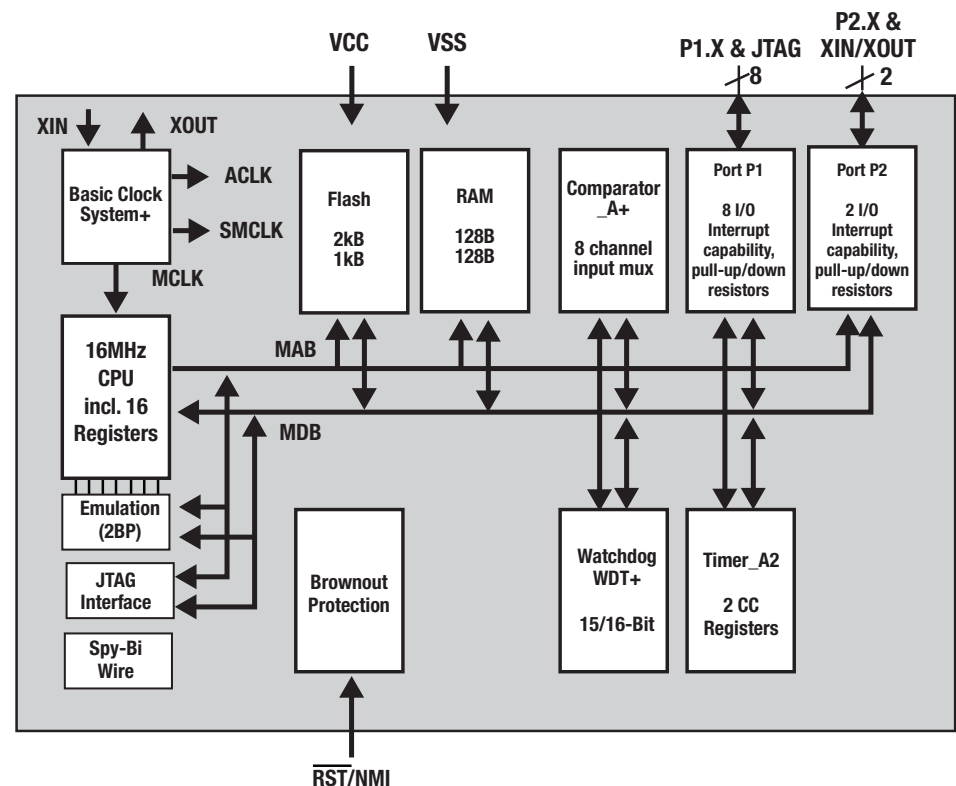 VCC
VSS
P1.X & JTAG
8
P2.X &
XIN/XOUT
2
XIN
XOUT
Basic Clock
System+
ACLK
SMCLK
MCLK
Flash
2kB
1kB
RAM
128B
128B
Comparator
_A+
8 channel
input mux
Port P1
8 I/O
Interrupt
capability,
pull-up/down
resistors
Port P2
2 I/O
Interrupt
capability,
pull-up/down
resistors
16MHz
CPU
incl. 16
Registers
MAB
MDB
Emulation
(2BP)
JTAG
Interface
Spy-Bi
Wire
Brownout
Protection
Watchdog
WDT+
15/16-Bit
Timer_A2
2 CC
Registers
RST/NMI